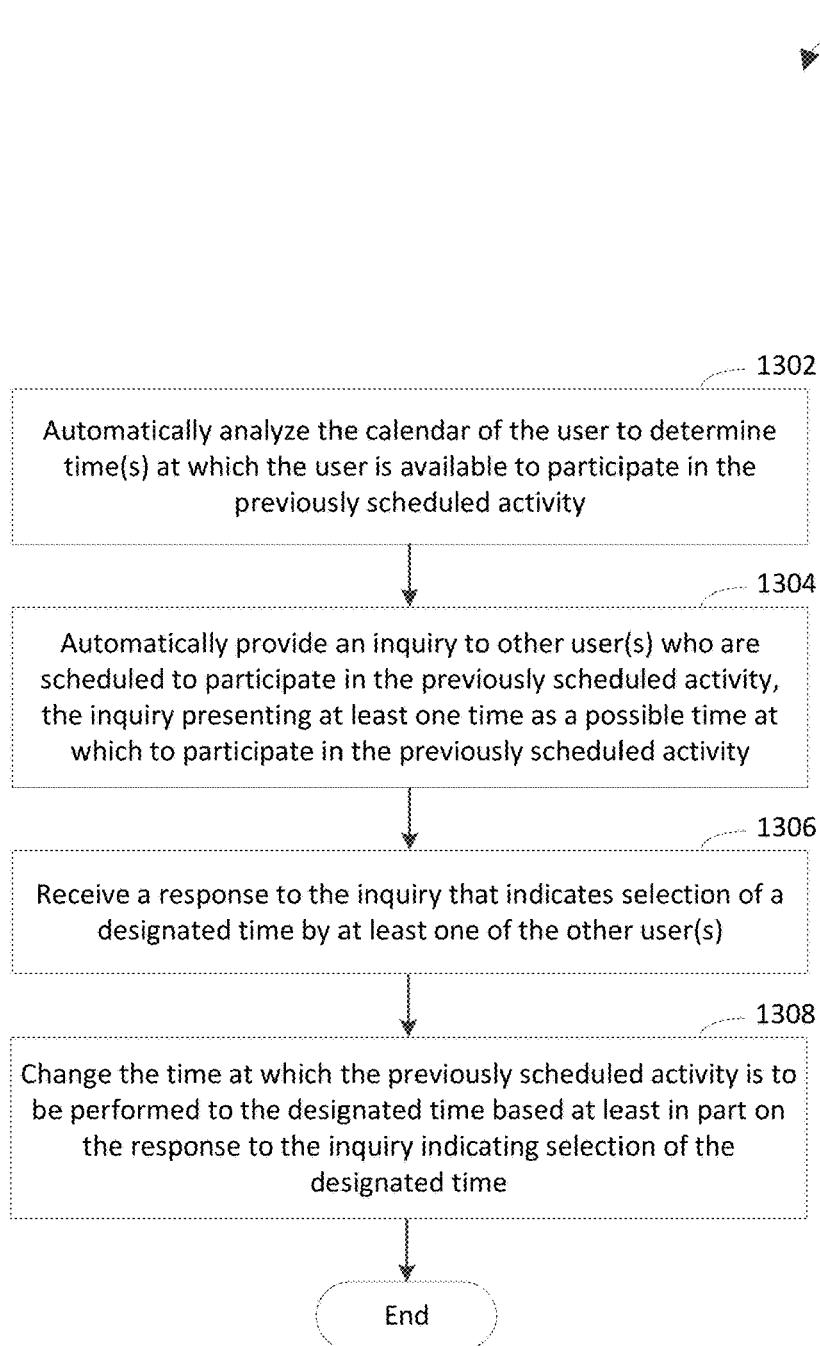 1302
Automatically analyze the calendar of the user to determine
time(s) at which the user is available to participate in the
previously scheduled activity
1304
Automatically provide an inquiry to other user(s) who are
scheduled to participate in the previously scheduled activity,
the inquiry presenting at least one time as a possible time at
which to participate in the previously scheduled activity
1306
Receive a response to the inquiry that indicates selection of a
designated time by at least one of the other user(s)
1308
Change the time at which the previously scheduled activity is to
be performed to the designated time based at least in part on
the response to the inquiry indicating selection of the
designated time
End